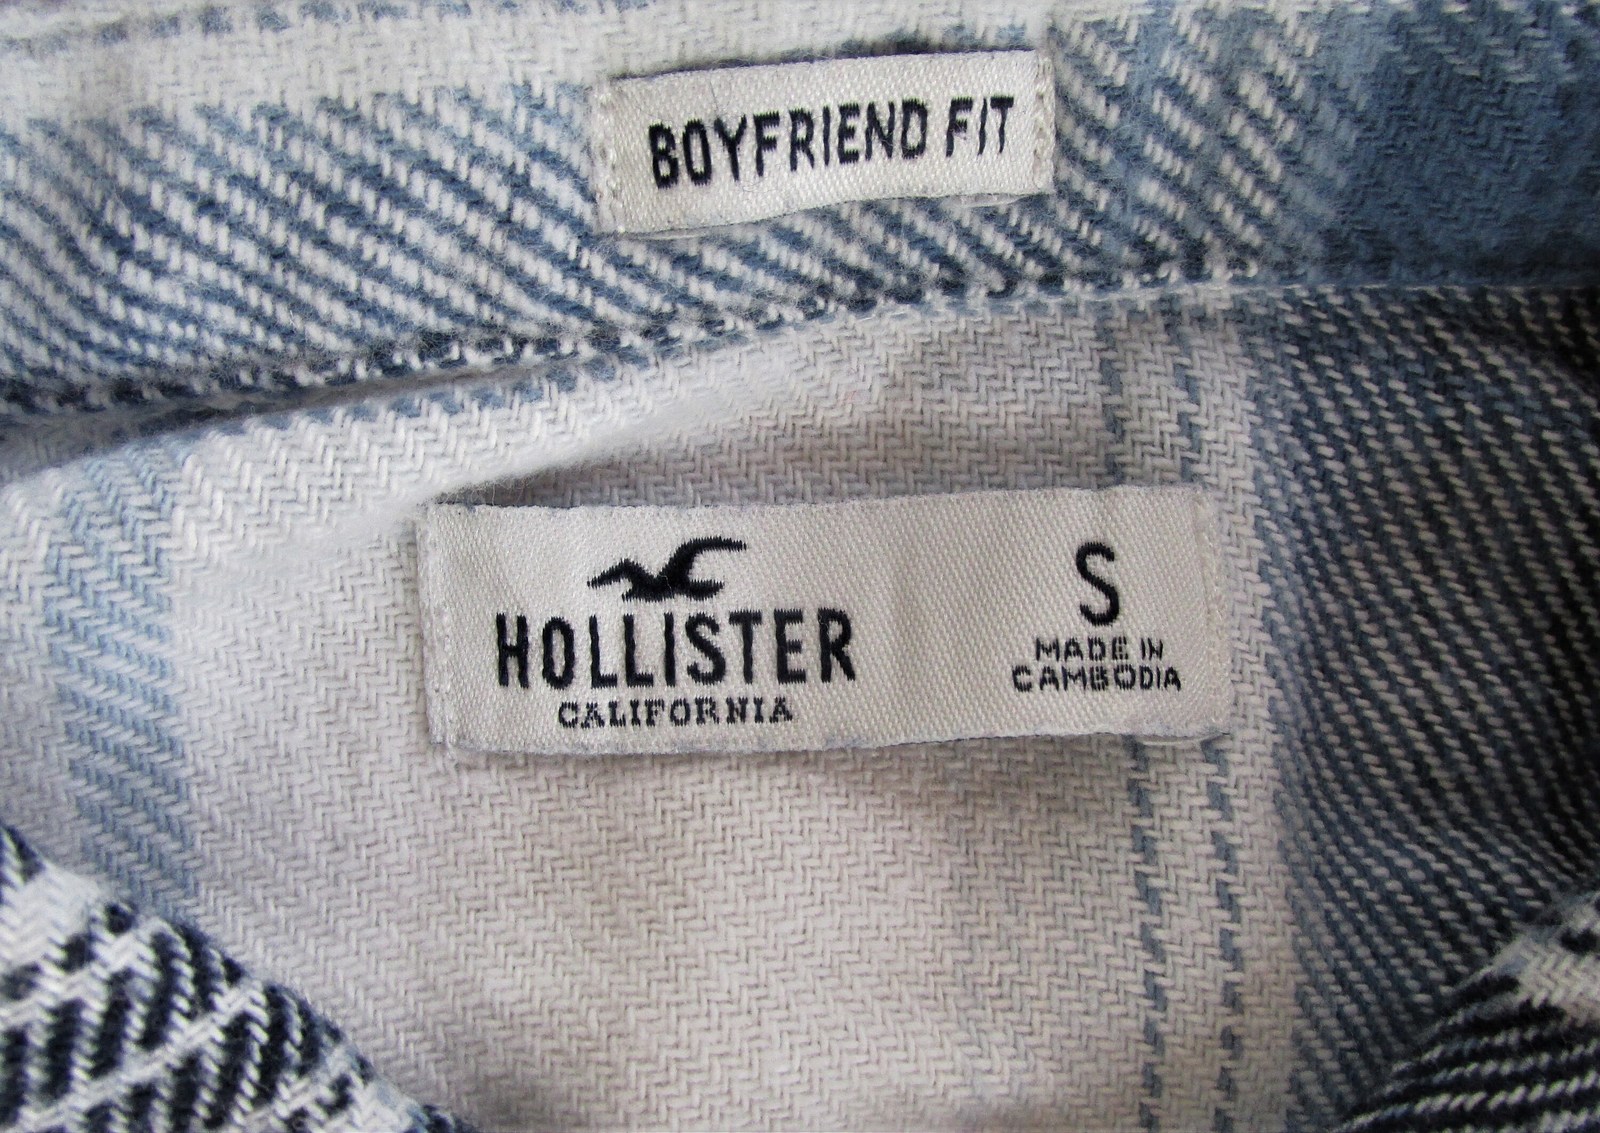 BOYFRIEND FIT
HOLLISTER
CALIFORNIA
S
MADE IN
CAMBODIA